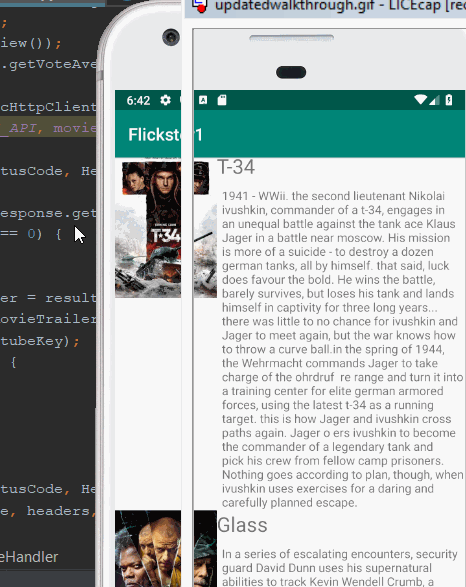 updatedwalkthrough.gif - LICEcap [rec
;
iew());
.getVoteAve
6:42
cHttpClient
_API, movie
Flickster1
tusCode, He
T-34
1941 - WWii. the second lieutenant Nikolai
ivushkin, commander of a t-34, engages in
an unequal battle against the tank ace Klaus
Jager in a battle near moscow. His mission
is more of a suicide - to destroy a dozen
german tanks, all by himself. that said, luck
does favour the bold. He wins the battle,
barely survives, but loses his tank and lands
himself in captivity for three long years...
there was little to no chance for ivushkin and
Jager to meet again, but the war knows how
to throw a curve ball.in the spring of 1944,
the Wehrmacht commands Jager to take
charge of the ohrdruf re range and turn it into
a training center for elite german armored
forces, using the latest t-34 as a running
target. this is how Jager and ivushkin cross
paths again. Jager o ers ivushkin to become
the commander of a legendary tank and
pick his crew from fellow camp prisoners.
Nothing goes according to plan, though, when
ivushkin uses exercises for a daring and
carefully planned escape.
esponse.get
== 0) {
T-34
er = result
ovieTrailer
tubeKey);
{
tusCode, He
e, headers,
eHandler
Glass
In a series of escalating encounters, security
guard David Dunn uses his supernatural
abilities to track Kevin Wendell Crumb, a